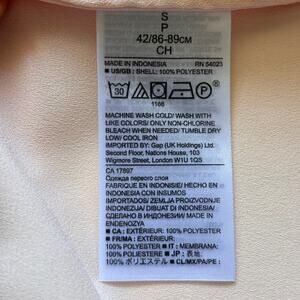 S
P
42/86-89см
CH
MADE IN INDONESIA RN 54023
■ US/GB : SHELL: 100% POLYESTER
30
1166
MACHINE WASH COLD/ WASH WITH
LIKE COLORS/ ONLY NON-CHLORINE
BLEACH WHEN NEEDED/ TUMBLE DRY
LOW/ COOL IRON
IMPORTED BY: Gap (UK Holdings) Ltd.
Second Floor, Nations House, 103
Wigmore Street, London W1U 1QS
CA 17897
Одежда первого слоя
FABRIQUE EN INDONESIE/ HECHO EN
INDONESIA CON INSUMOS
IMPORTADOS/ ZEMLJA PROIZVODNJE
INDONEZIJA/ DIBUAT DI INDONESIA/
СДЕЛАНО В ИНДОНЕЗИИ/ MADE IN
ENDENOZYA
■ CA : EXTÉRIEUR: 100% POLYESTER
■ FR/MA : EXTÉRIEUR:
100% POLYESTER ■ IT : MEMBRANA:
100% POLIESTERE ■ JP : 表地:
100% ポリエステル ■ CL/MX/PA/PE :